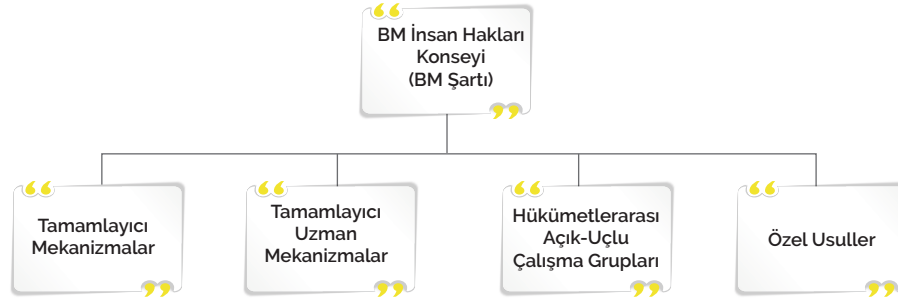 BM İnsan Hakları
Konseyi
(BM Şartı)
Tamamlayıcı
Mekanizmalar
Tamamlayıcı
Uzman
Mekanizmalar
Hükümetlerarası
Açık-Uçlu
Çalışma Grupları
Özel Usuller